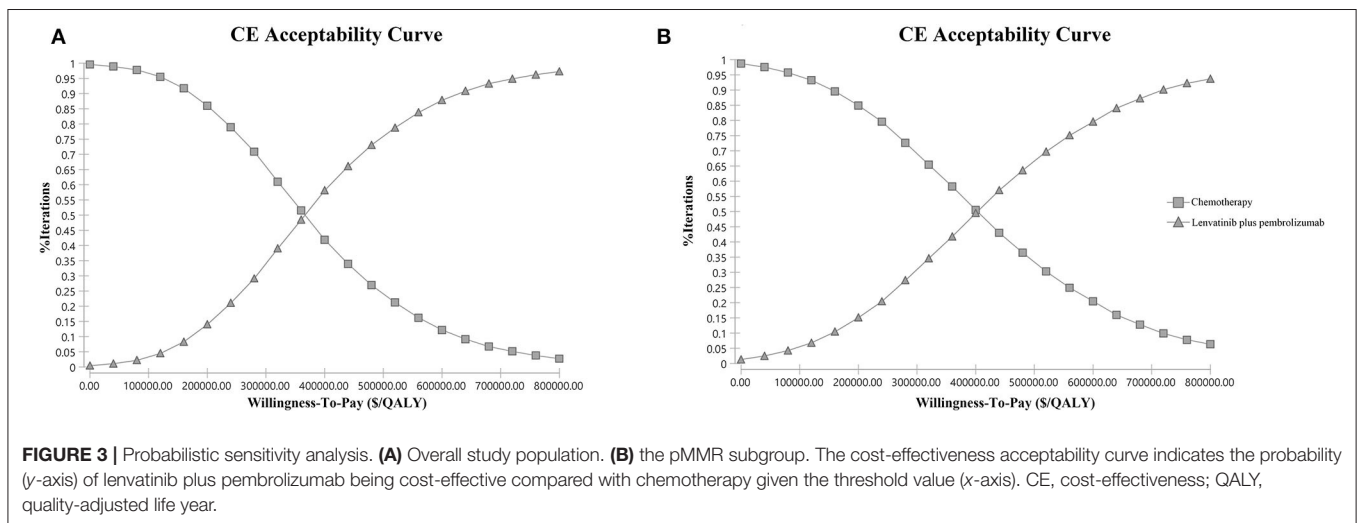 A
CE Acceptability Curve
1
0.95
0.9
0.85
0.8
0.75
0.7
0.65
0.6
0.55
0.5
0.45
0.4
0.35
0.3
0.25
0.2
0.15
0.1
0.05
0
%Iterations
0.00 100000.00 200000.00 300000.00 400000.00 500000.00 600000.00 700000.00 800000.00
Willingness-To-Pay ($/QALY)
B
CE Acceptability Curve
1
0.95
0.9
0.85
0.8
0.75
0.7
0.65
0.6
0.55
0.5
0.45
0.4
0.35
0.3
0.25
0.2
0.15
0.1
0.05
0
%Iterations
0.00 100000.00 200000.00 300000.00 400000.00 500000.00 600000.00 700000.00 800000.00
Willingness-To-Pay ($/QALY)
Chemotherapy
Lenvatinib plus pembrolizumab
FIGURE 3 | Probabilistic sensitivity analysis. (A) Overall study population. (B) the pMMR subgroup. The cost-effectiveness acceptability curve indicates the probability
(y-axis) of lenvatinib plus pembrolizumab being cost-effective compared with chemotherapy given the threshold value (x-axis). CE, cost-effectiveness; QALY,
quality-adjusted life year.